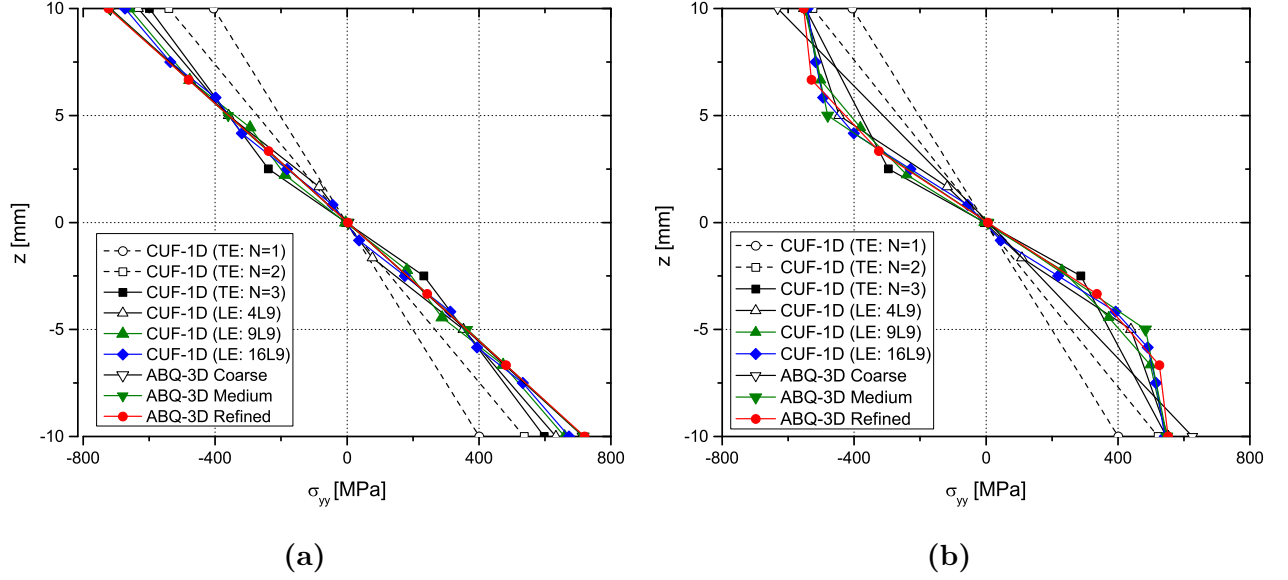 10
5
0
-5
-10
z [mm]
CUF-1D (TE: N=1)
CUF-1D (TE: N=2)
CUF-1D (TE: N=3)
CUF-1D (LE: 4L9)
CUF-1D (LE: 9L9)
CUF-1D (LE: 16L9)
ABQ-3D Coarse
ABQ-3D Medium
ABQ-3D Refined
-800 -400 0 400 800
σyy [MPa]
(a)
10
5
0
-5
-10
z [mm]
CUF-1D (TE: N=1)
CUF-1D (TE: N=2)
CUF-1D (TE: N=3)
CUF-1D (LE: 4L9)
CUF-1D (LE: 9L9)
CUF-1D (LE: 16L9)
ABQ-3D Coarse
ABQ-3D Medium
ABQ-3D Refined
-800 -400 0 400 800
σyy [MPa]
(b)